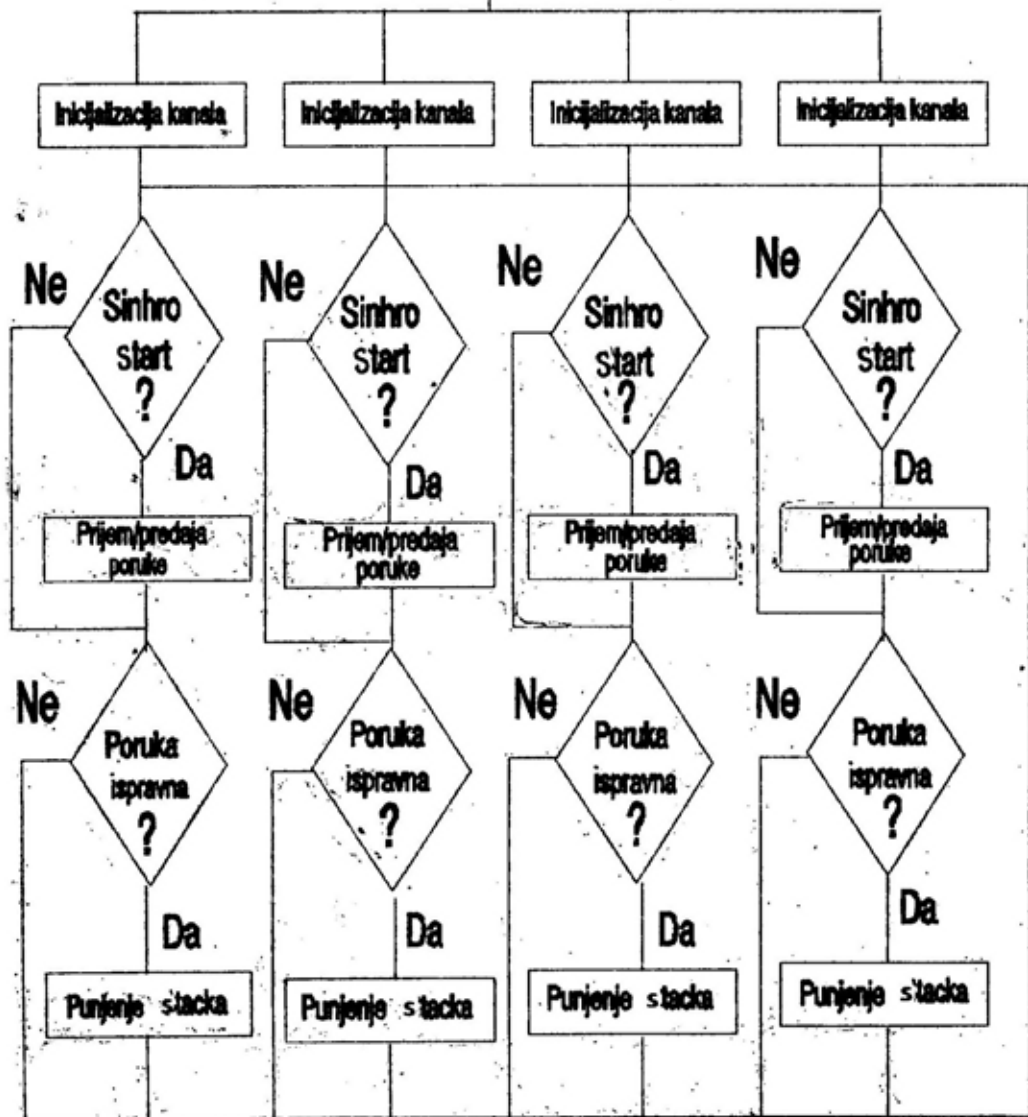 Inicijalizacija kanala
Inicijalizacija kanala
Inicijalizacija kanala
Inicijalizacija kanala
Ne
Sinhro
start
?
Da
Ne
Sinhro
start
?
Da
Ne
Sinhro
start
?
Da
Ne
Sinhro
start
?
Da
Prijem/predaja
poruke
Prijem/predaja
poruke
Prijem/predaja
poruke
Prijem/predaja
poruke
Ne
Poruka
ispravna
?
Da
Ne
Poruka
ispravna
?
Da
Ne
Poruka
ispravna
?
Da
Ne
Poruka
ispravna
?
Da
Punjenje stacka
Punjenje stacka
Punjenje stacka
Punjenje stacka